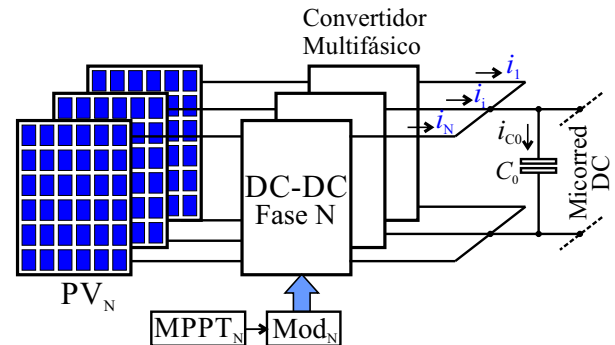 Convertidor
Multifásico
i1
ii
iN
iC0
C0
Micorred
DC
DC-DC
Fase N
PVN
MPPTN
ModN